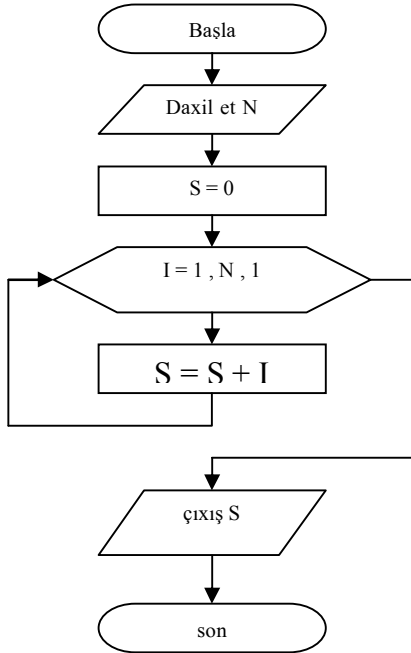 Başla
Daxil et N
S = 0
I = 1 , N , 1
S = S + I
çıxış S
son